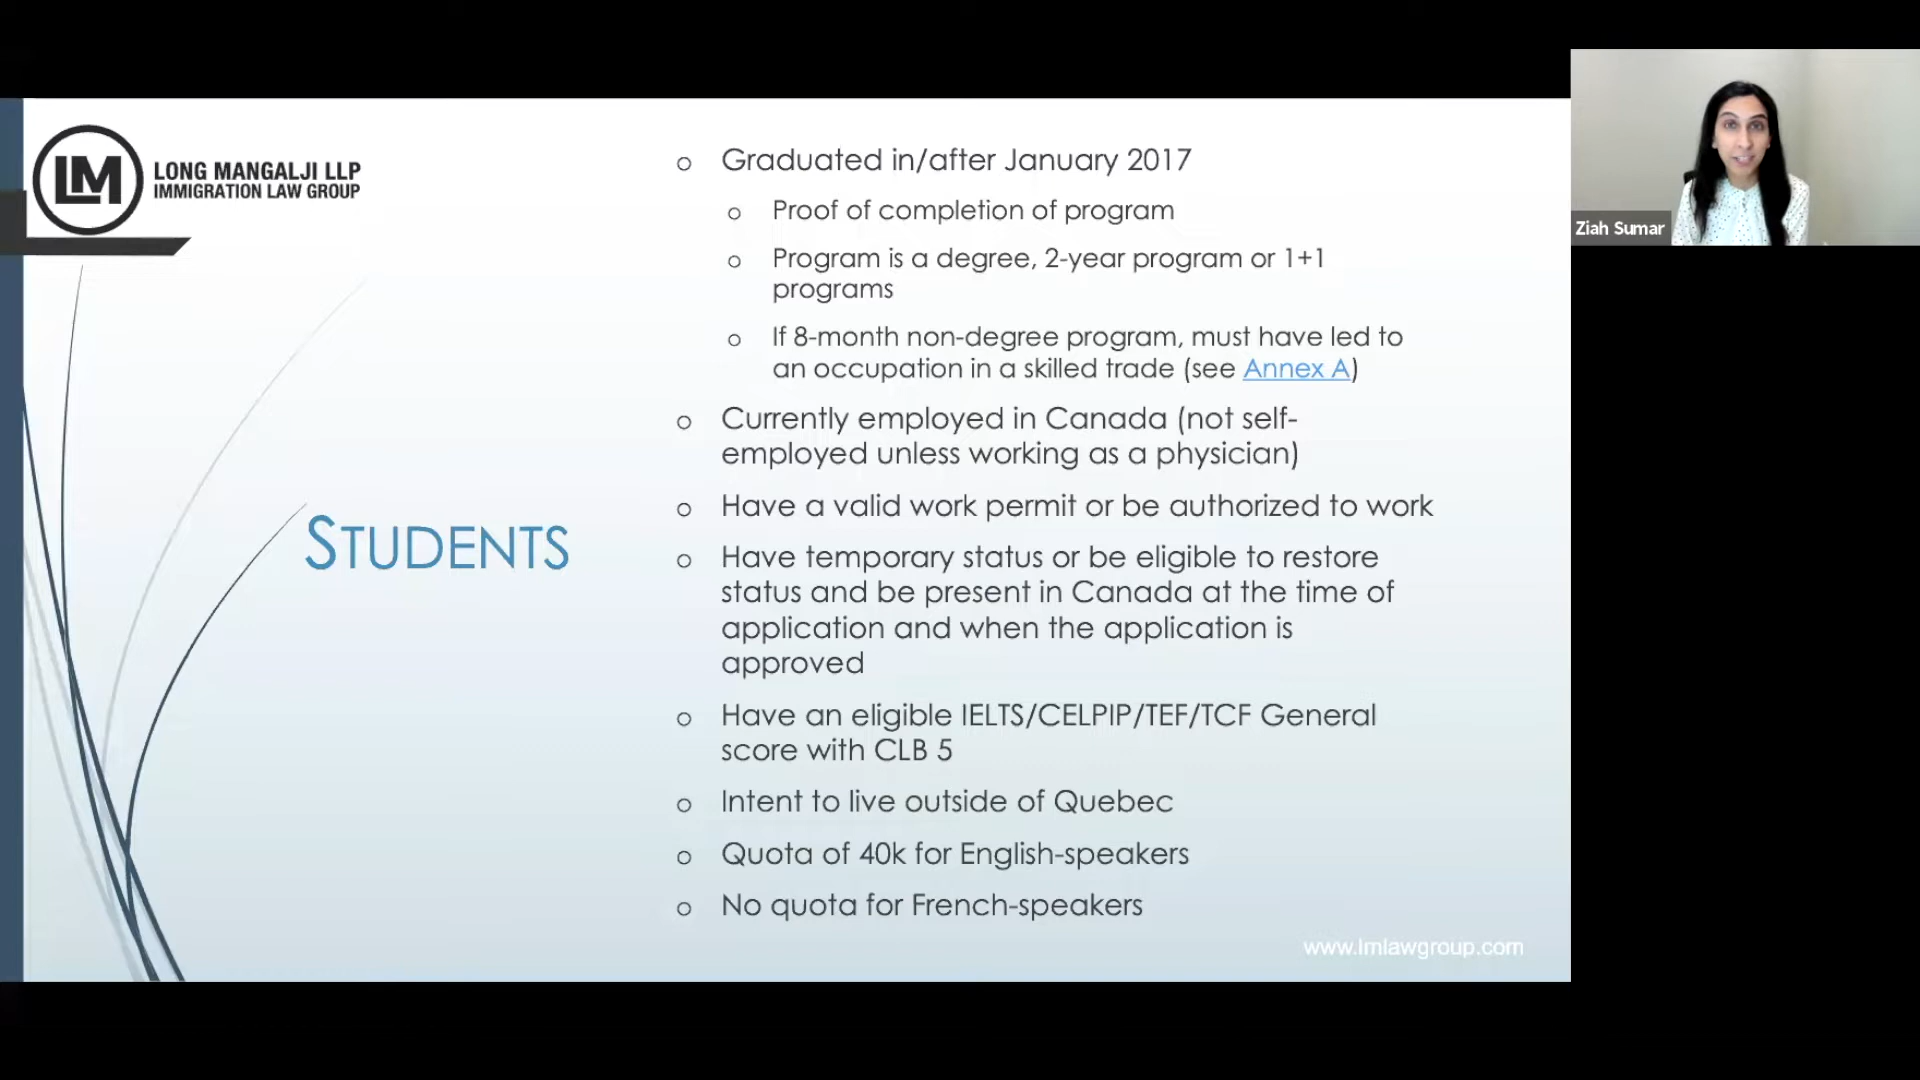 LM
LONG MANGALJI LLP
IMMIGRATION LAW GROUP
STUDENTS
o Graduated in/after January 2017
o Proof of completion of program
o Program is a degree, 2-year program or 1+1
programs
o If 8-month non-degree program, must have led to
an occupation in a skilled trade (see Annex A)
o Currently employed in Canada (not self-
employed unless working as a physician)
o Have a valid work permit or be authorized to work
o Have temporary status or be eligible to restore
status and be present in Canada at the time of
application and when the application is
approved
o Have an eligible IELTS/CELPIP/TEF/TCF General
score with CLB 5
o Intent to live outside of Quebec
o Quota of 40k for English-speakers
o No quota for French-speakers
www.lmlawgroup.com
Ziah Sumar